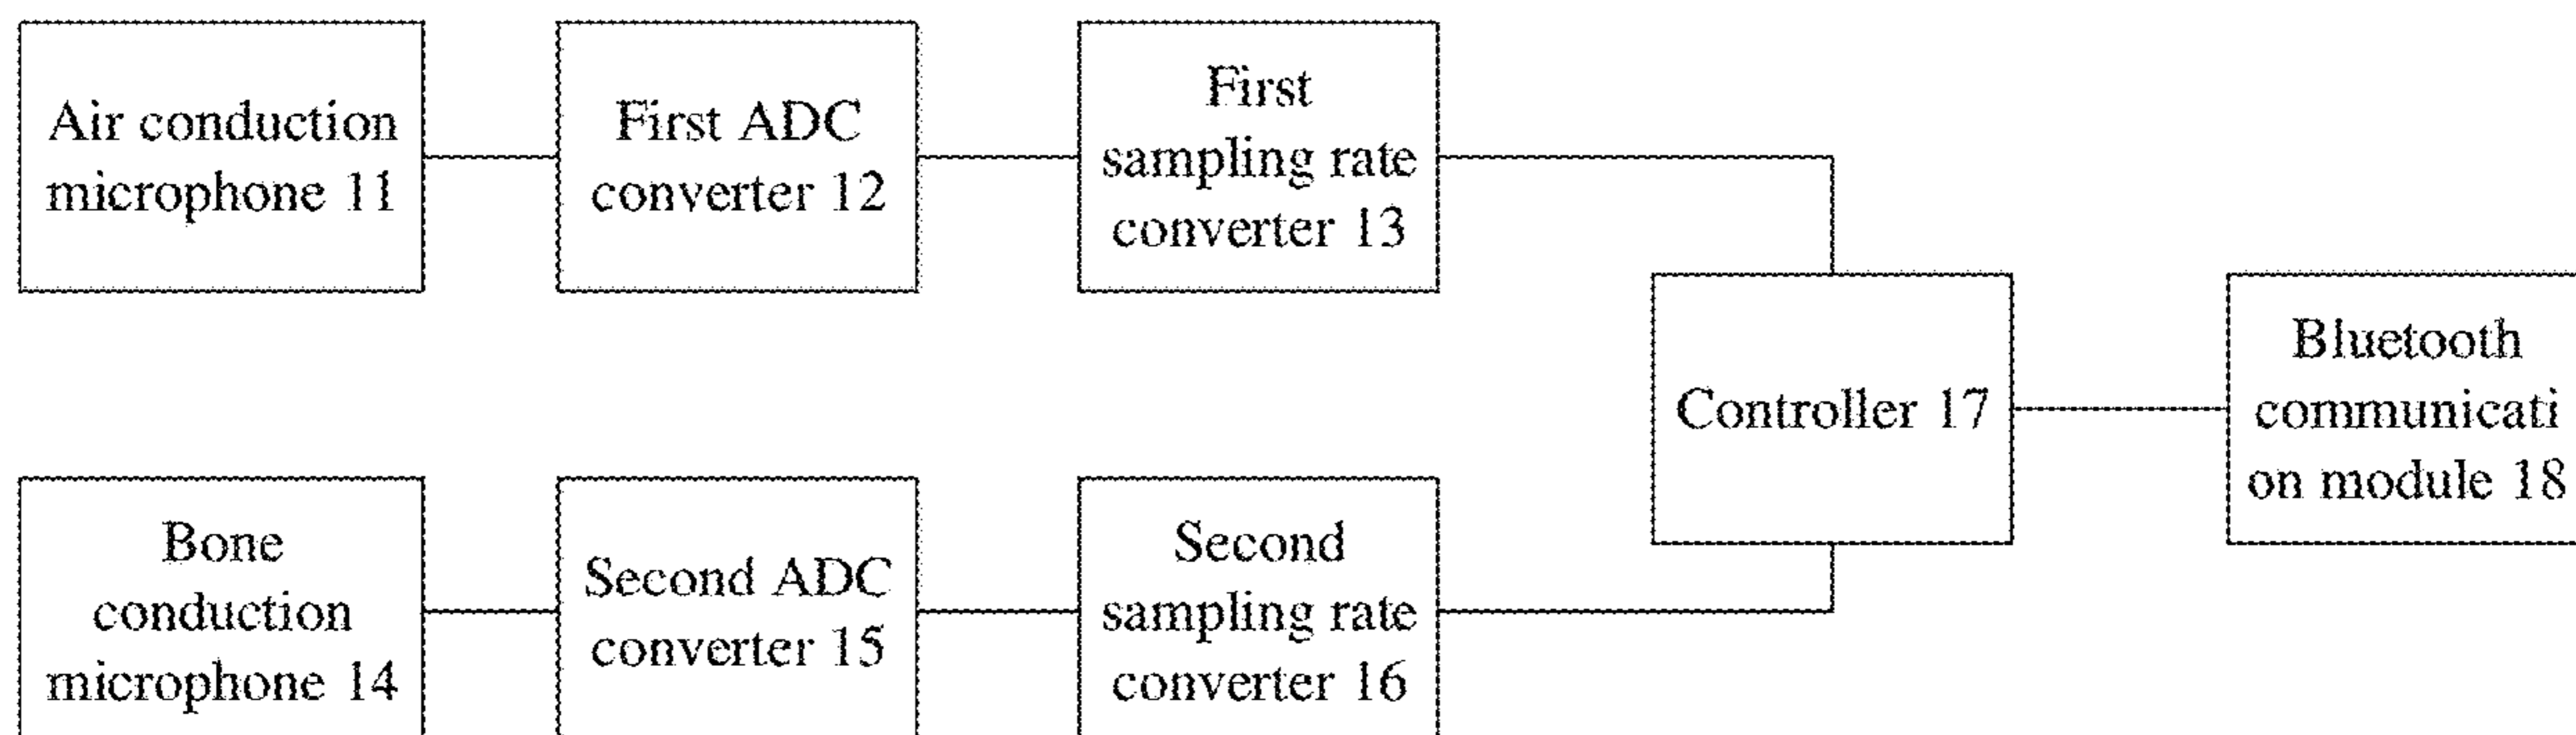 Air conduction
microphone 11
First ADC
converter 12
First
sampling rate
converter 13
Controller 17
Bluetooth
communicati
on module 18
Bone
conduction
microphone 14
Second ADC
converter 15
Second
sampling rate
converter 16